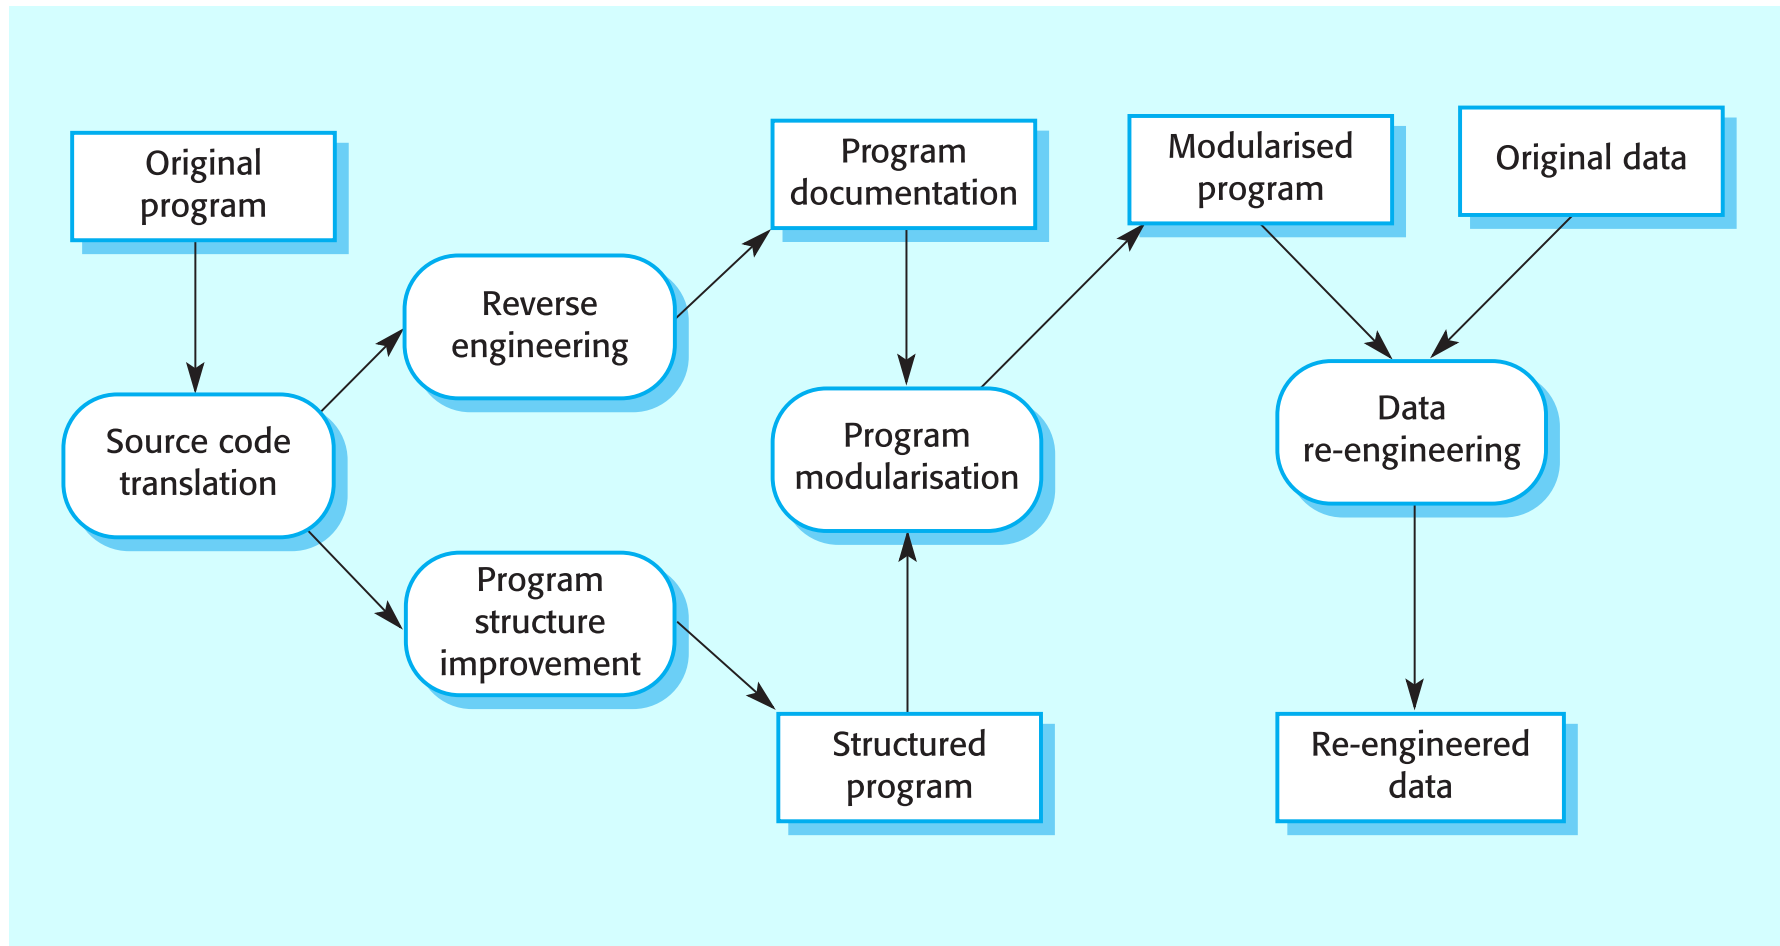 Original
program
Source code
translation
Reverse
engineering
Program
structure
improvement
Program
documentation
Program
modularisation
Structured
program
Modularised
program
Original data
Data
re-engineering
Re-engineered
data